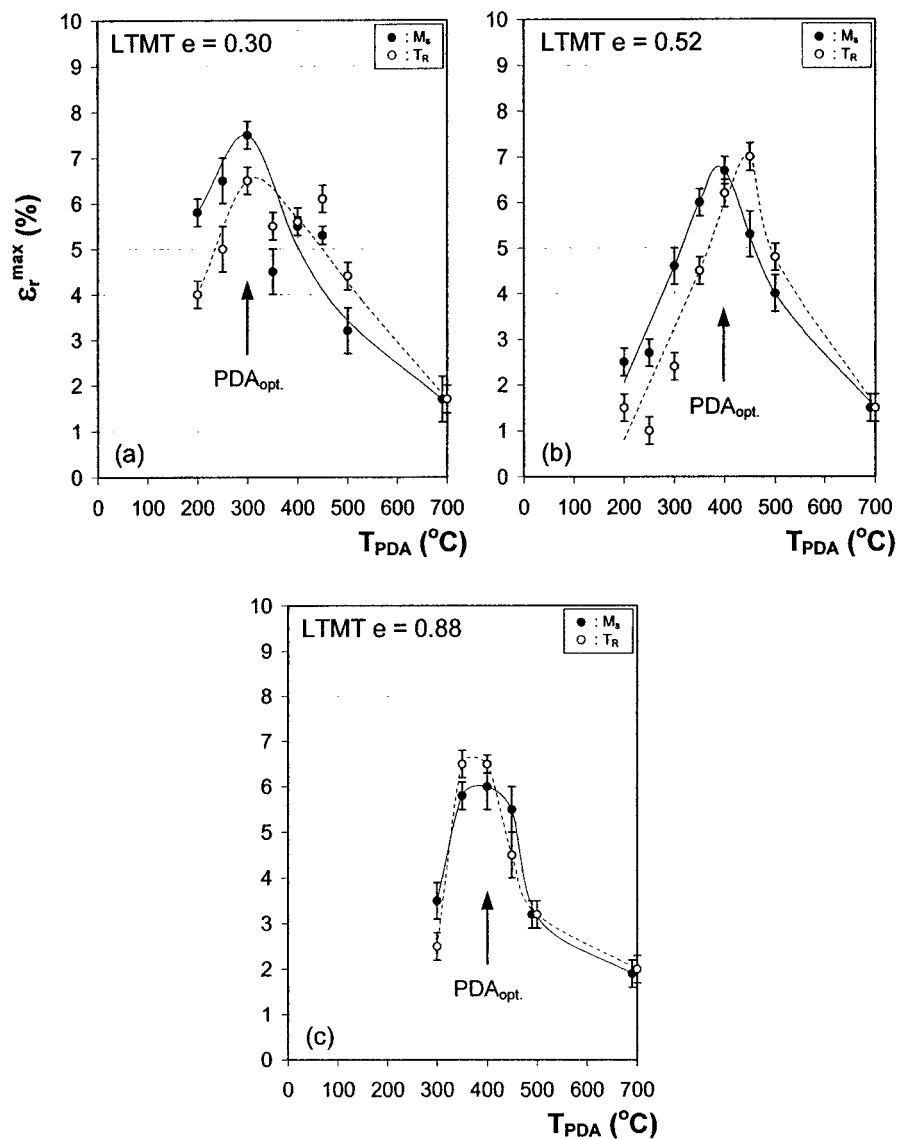 LTMT e = 0.30
● : Ms
○ : TR
εr^max (%)
10
9
8
7
6
5
4
3
2
1
0
PDAopt.
(a)
0 100 200 300 400 500 600 700
TPDA (°C)
LTMT e = 0.52
● : Ms
○ : TR
10
9
8
7
6
5
4
3
2
1
0
PDAopt.
(b)
0 100 200 300 400 500 600 700
TPDA (°C)
LTMT e = 0.88
● : Ms
○ : TR
10
9
8
7
6
5
4
3
2
1
0
PDAopt.
(c)
0 100 200 300 400 500 600 700
TPDA (°C)